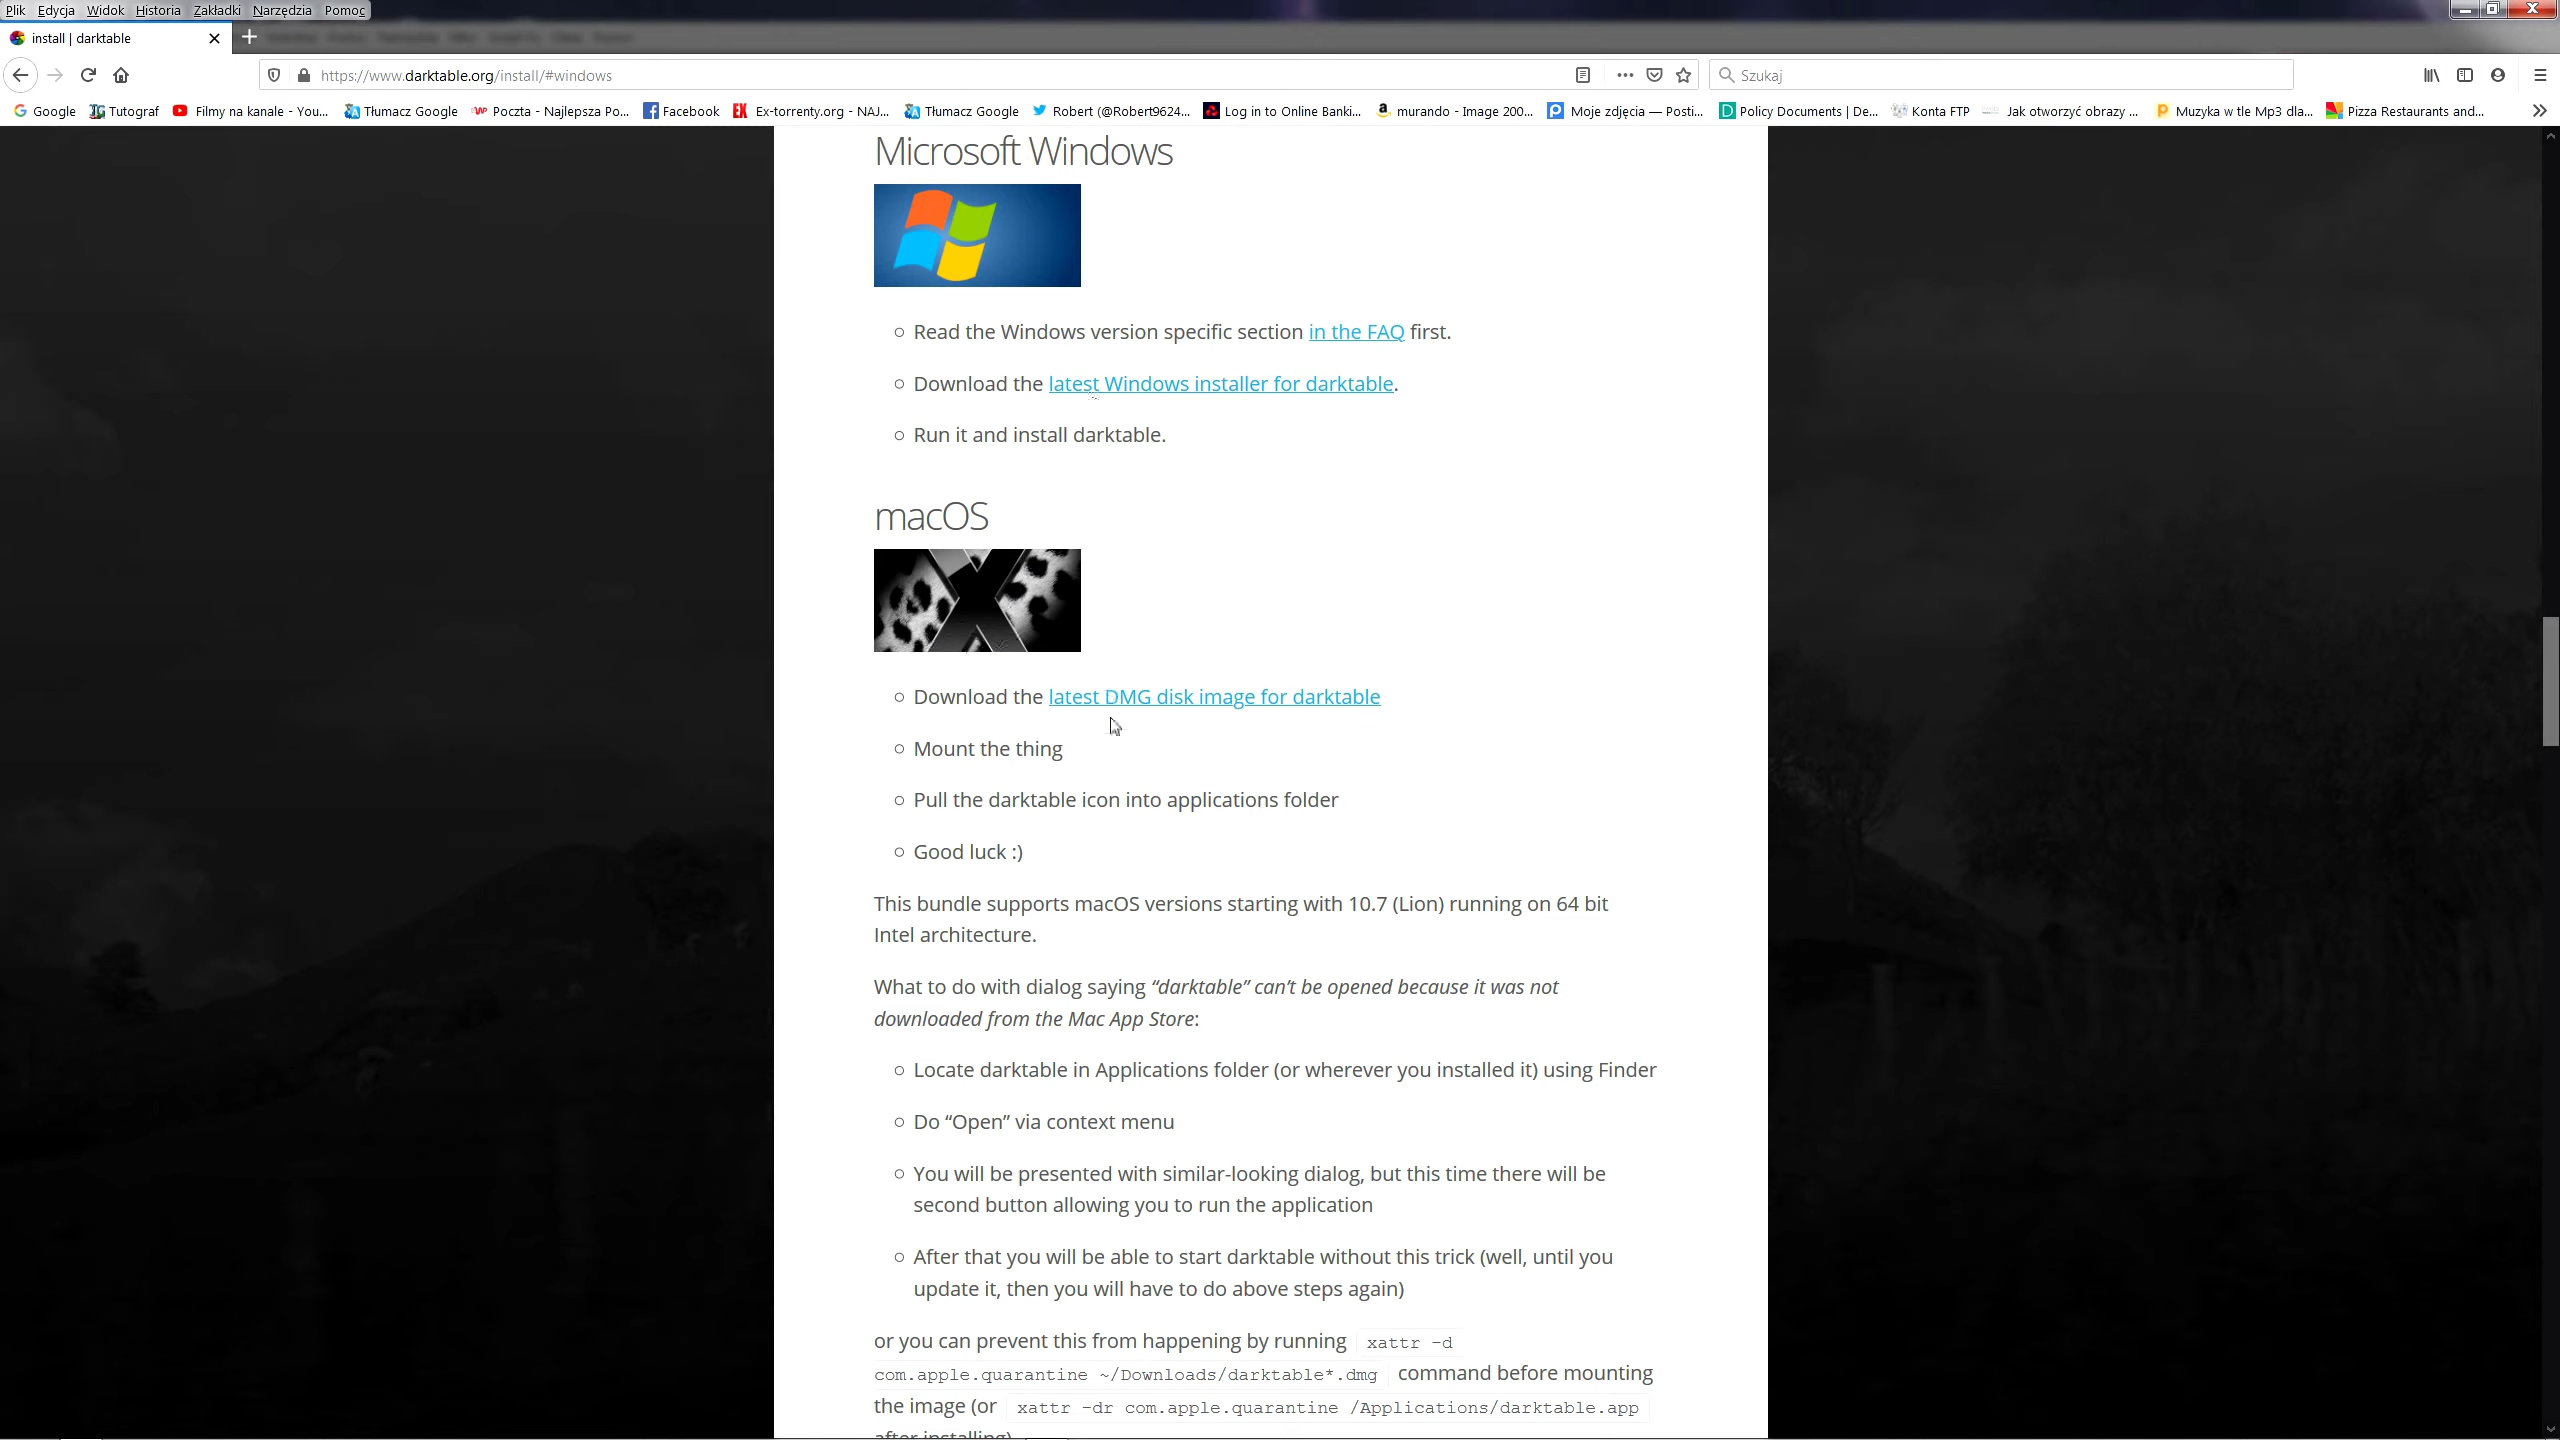 Plik Edycja Widok Historia Zakładki Narzędzia Pomoc
install | darktable
https://www.darktable.org/install/#windows
Szukaj
Google Tutograf Filmy na kanale - You... Tłumacz Google Poczta - Najlepsza Po... Facebook Ex-torrenty.org - NAJ... Tłumacz Google Robert (@Robert9624... Log in to Online Banki... murando - Image 200... Moje zdjęcia — Posti... Policy Documents | De... Konta FTP Jak otworzyć obrazy ... Muzyka w tle Mp3 dla... Pizza Restaurants and...
Microsoft Windows
Read the Windows version specific section in the FAQ first.
Download the latest Windows installer for darktable.
Run it and install darktable.
macOS
Download the latest DMG disk image for darktable
Mount the thing
Pull the darktable icon into applications folder
Good luck :)
This bundle supports macOS versions starting with 10.7 (Lion) running on 64 bit
Intel architecture.
What to do with dialog saying “darktable” can’t be opened because it was not
downloaded from the Mac App Store:
Locate darktable in Applications folder (or wherever you installed it) using Finder
Do “Open” via context menu
You will be presented with similar-looking dialog, but this time there will be
second button allowing you to run the application
After that you will be able to start darktable without this trick (well, until you
update it, then you will have to do above steps again)
or you can prevent this from happening by running xattr -d
com.apple.quarantine ~/Downloads/darktable*.dmg command before mounting
the image (or xattr -dr com.apple.quarantine /Applications/darktable.app
after installing)